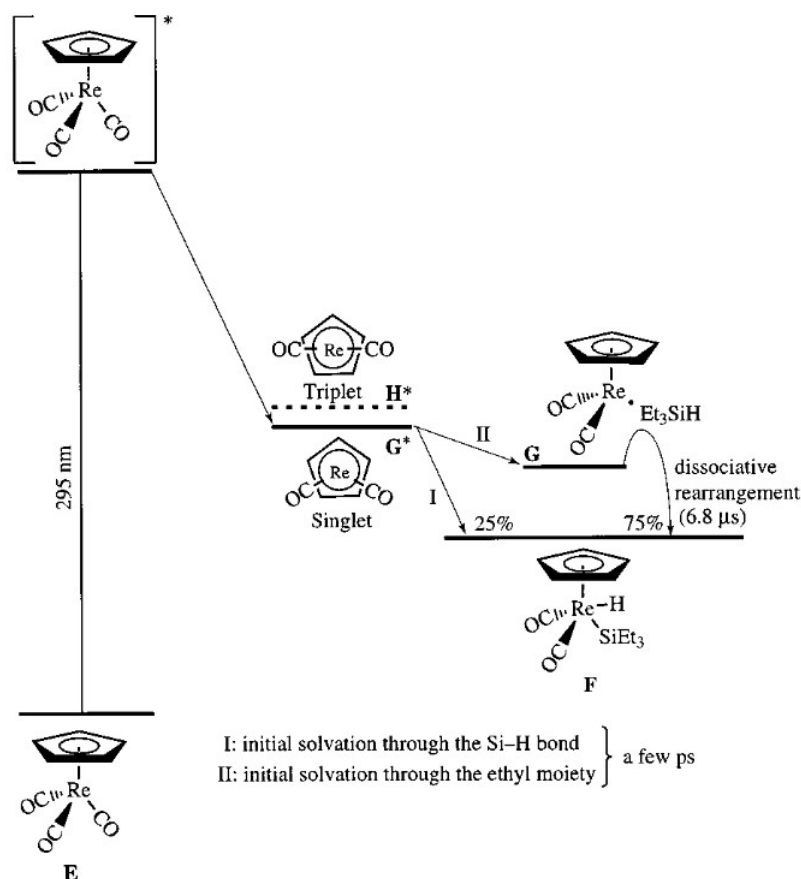 *
Re
OC
OC
CO
295 nm
OC
Re
CO
Triplet
H*
G*
Re
OC
CO
Singlet
I
II
G
Re
OC
OC
Et₃SiH
dissociative
rearrangement
(6.8 μs)
25%
75%
Re–H
OC
OC
SiEt₃
F
Re
OC
OC
CO
E
I: initial solvation through the Si–H bond
II: initial solvation through the ethyl moiety
a few ps